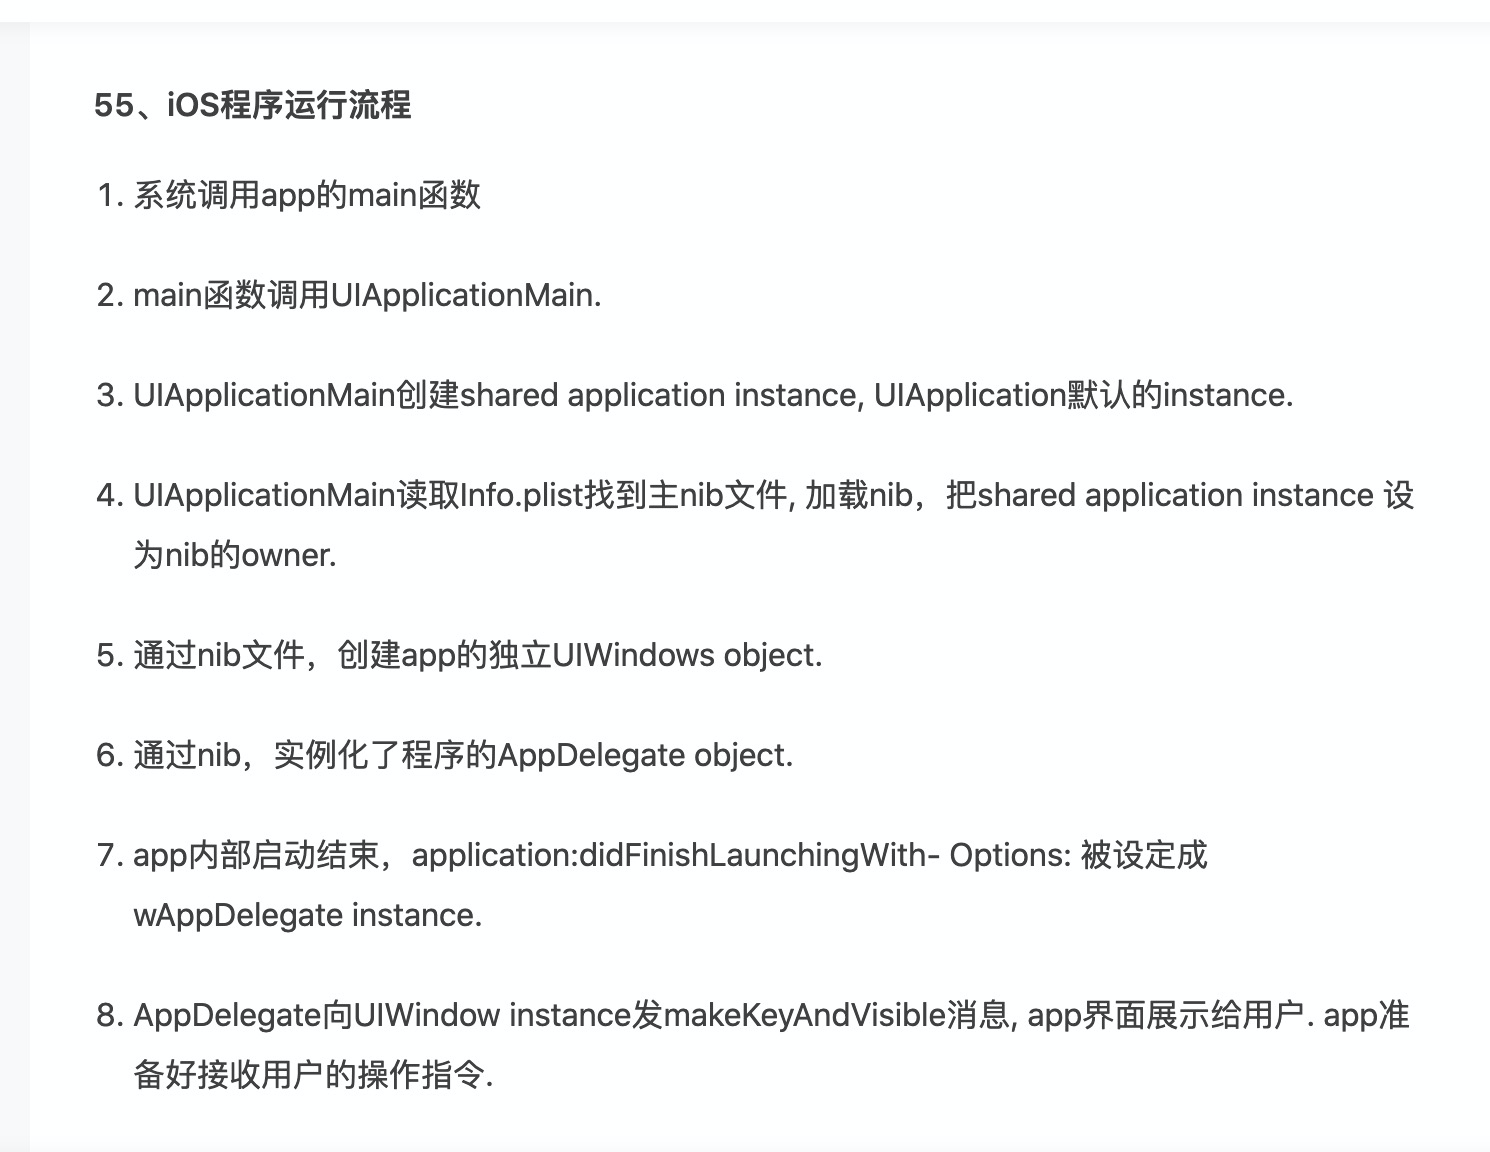 55、iOS程序运行流程
1. 系统调用app的main函数
2. main函数调用UIApplicationMain.
3. UIApplicationMain创建shared application instance, UIApplication默认的instance.
4. UIApplicationMain读取Info.plist找到主nib文件, 加载nib，把shared application instance 设
为nib的owner.
5. 通过nib文件，创建app的独立UIWindows object.
6. 通过nib，实例化了程序的AppDelegate object.
7. app内部启动结束，application:didFinishLaunchingWith- Options: 被设定成
wAppDelegate instance.
8. AppDelegate向UIWindow instance发makeKeyAndVisible消息, app界面展示给用户. app准
备好接收用户的操作指令.